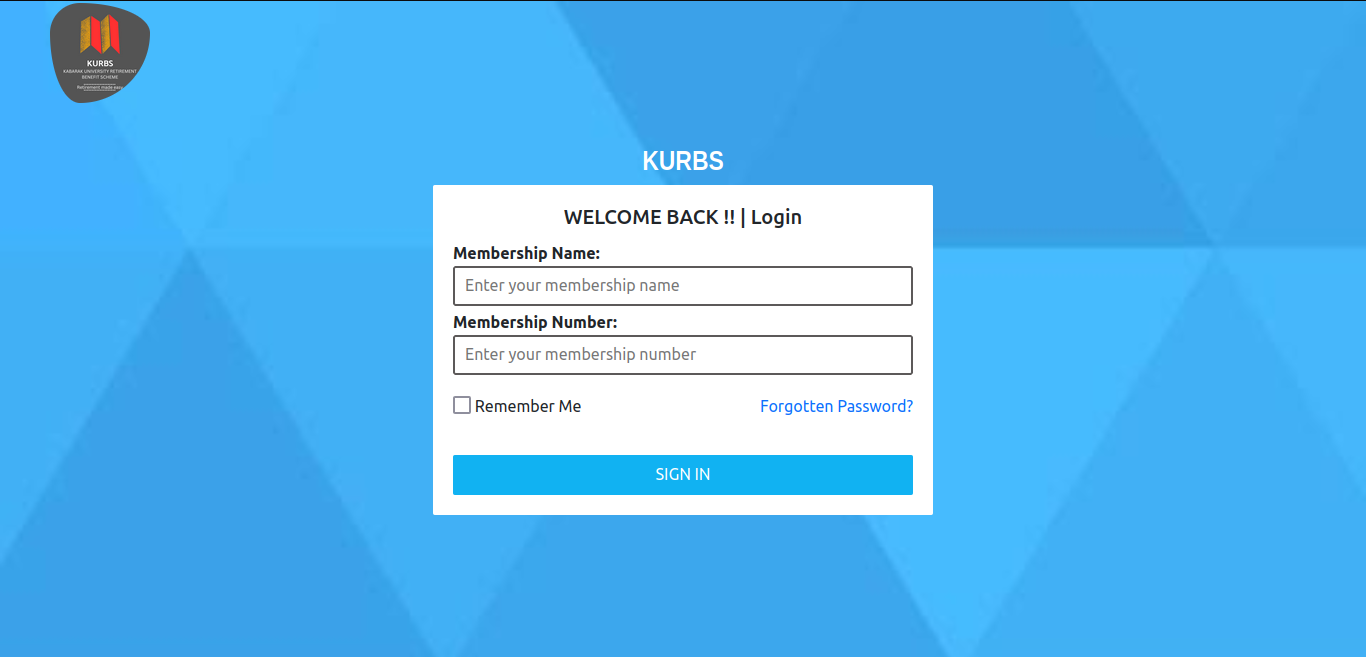 KURBS
KABARAK UNIVERSITY RETIREMENT
BENEFIT SCHEME
Retirement made easy
KURBS
WELCOME BACK !! | Login
Membership Name:
Enter your membership name
Membership Number:
Enter your membership number
Remember Me
Forgotten Password?
SIGN IN